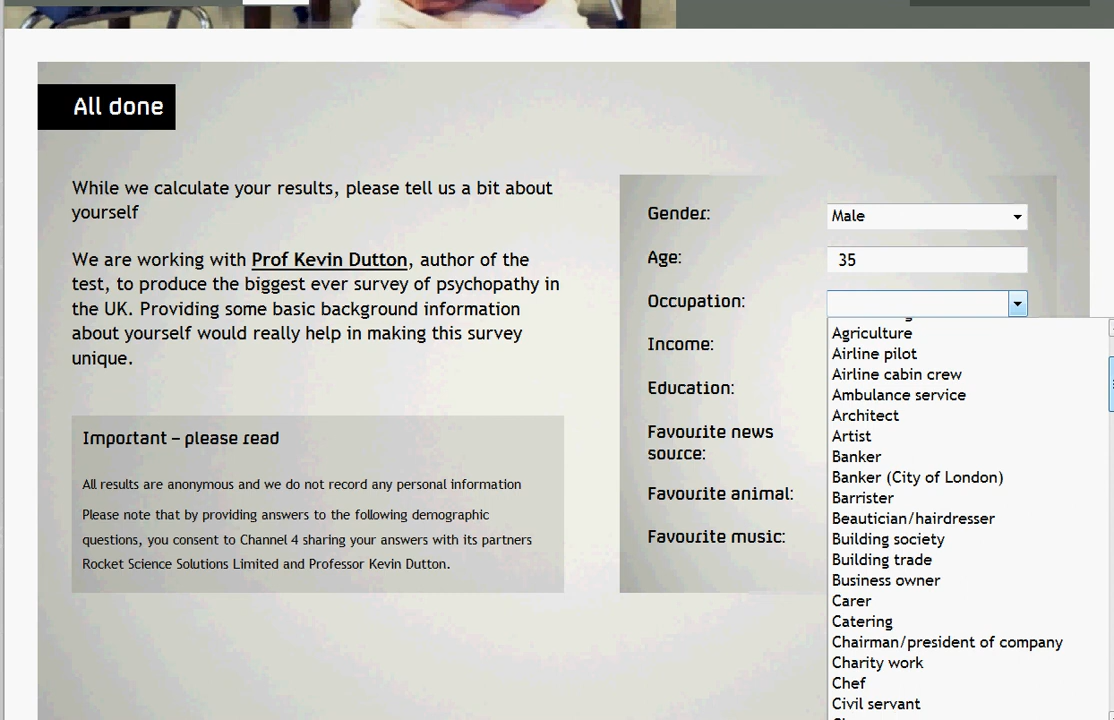 All done
While we calculate your results, please tell us a bit about
yourself
We are working with Prof Kevin Dutton, author of the
test, to produce the biggest ever survey of psychopathy in
the UK. Providing some basic background information
about yourself would really help in making this survey
unique.
Important – please read
All results are anonymous and we do not record any personal information
Please note that by providing answers to the following demographic
questions, you consent to Channel 4 sharing your answers with its partners
Rocket Science Solutions Limited and Professor Kevin Dutton.
Gender:
Male
Age:
35
Occupation:
Income:
Education:
Favourite news
source:
Favourite animal:
Favourite music:
Agriculture
Airline pilot
Airline cabin crew
Ambulance service
Architect
Artist
Banker
Banker (City of London)
Barrister
Beautician/hairdresser
Building society
Building trade
Business owner
Carer
Catering
Chairman/president of company
Charity work
Chef
Civil servant